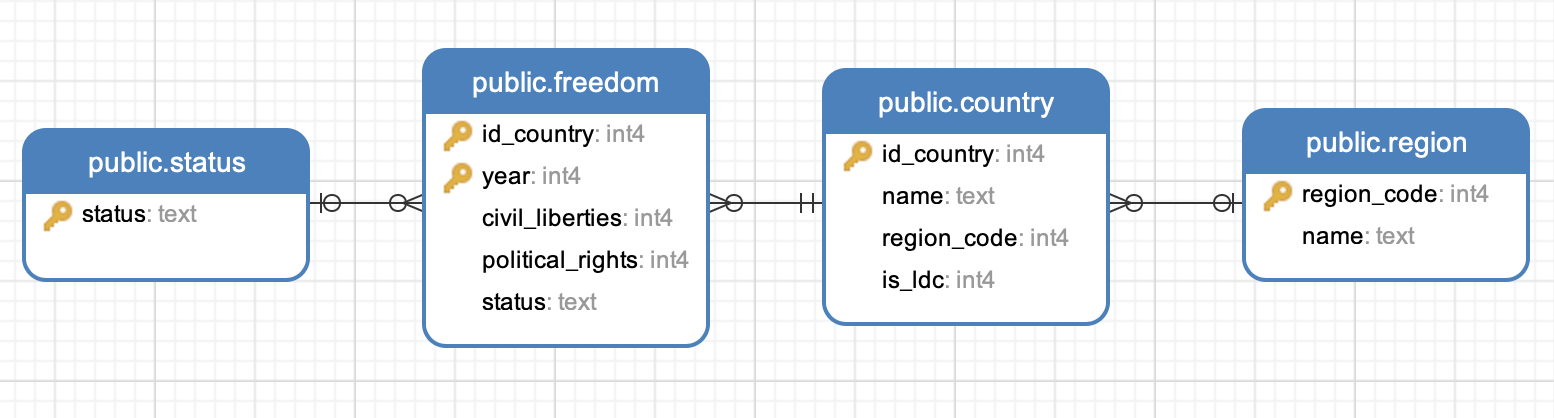 public.status
status: text
public.freedom
id_country: int4
year: int4
civil_liberties: int4
political_rights: int4
status: text
public.country
id_country: int4
name: text
region_code: int4
is_ldc: int4
public.region
region_code: int4
name: text